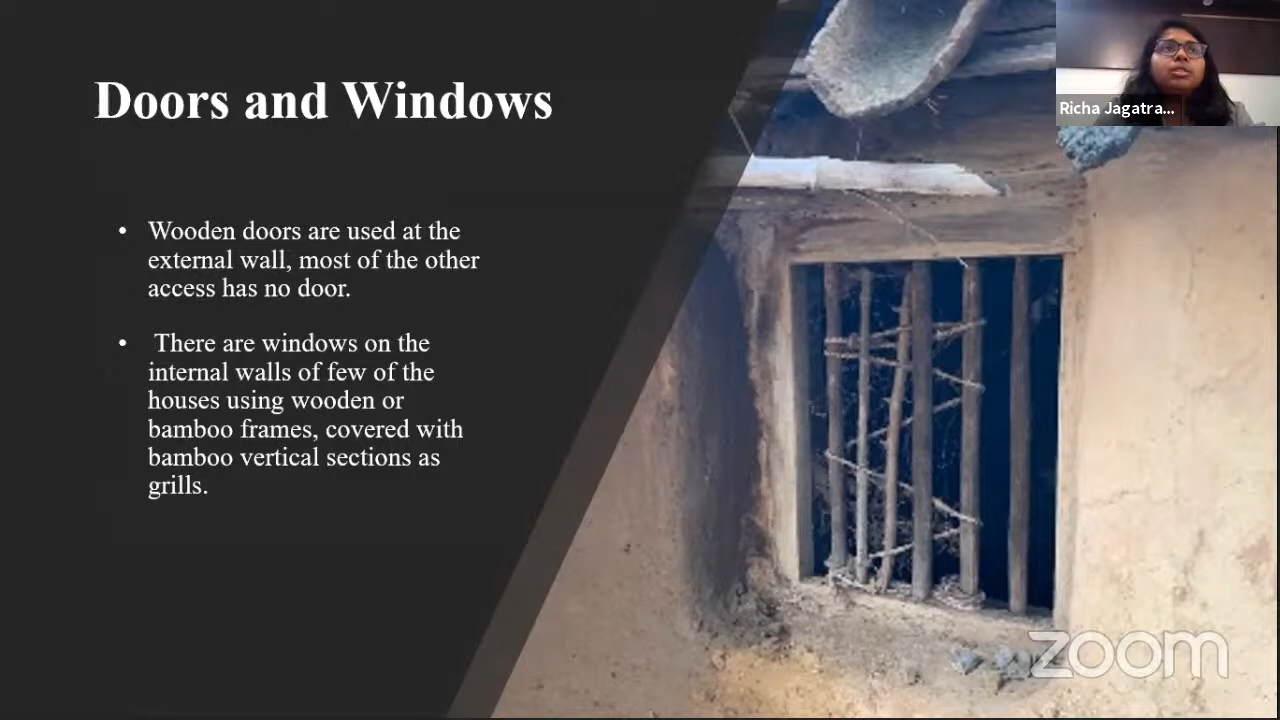 Doors and Windows
Richa Jagatra...
• Wooden doors are used at the
external wall, most of the other
access has no door.
• There are windows on the
internal walls of few of the
houses using wooden or
bamboo frames, covered with
bamboo vertical sections as
grills.
zoom